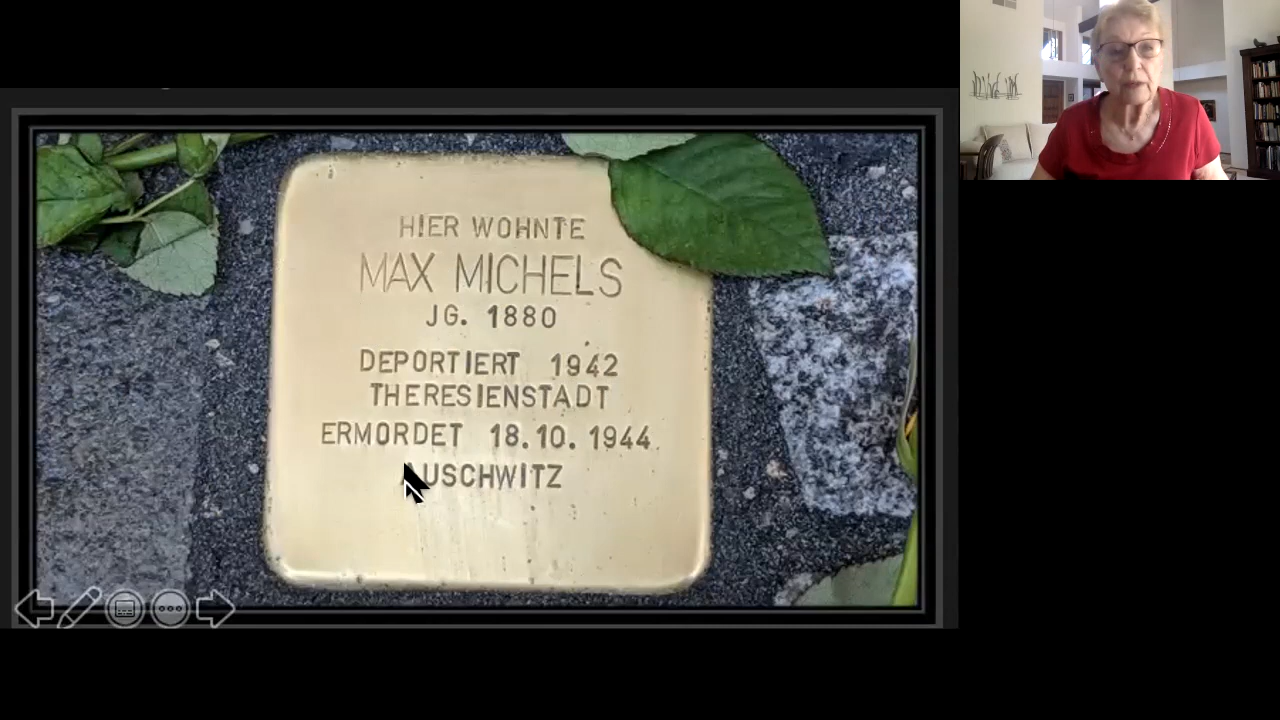 HIER WOHNTE
MAX MICHELS
JG. 1880
DEPORTIERT 1942
THERESIENSTADT
ERMORDET 18.10.1944
AUSCHWITZ